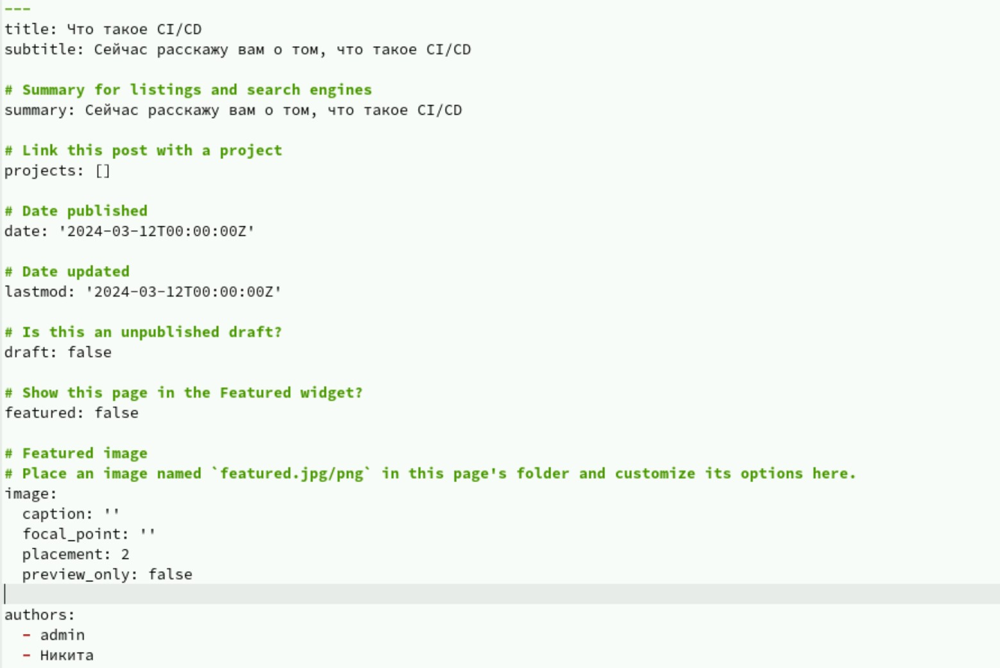 ---
title: Что такое CI/CD
subtitle: Сейчас расскажу вам о том, что такое CI/CD
# Summary for listings and search engines
summary: Сейчас расскажу вам о том, что такое CI/CD
# Link this post with a project
projects: []
# Date published
date: '2024-03-12T00:00:00Z'
# Date updated
lastmod: '2024-03-12T00:00:00Z'
# Is this an unpublished draft?
draft: false
# Show this page in the Featured widget?
featured: false
# Featured image
# Place an image named `featured.jpg/png` in this page's folder and customize its options here.
image:
  caption: ''
  focal_point: ''
  placement: 2
  preview_only: false
authors:
  - admin
  - Никита